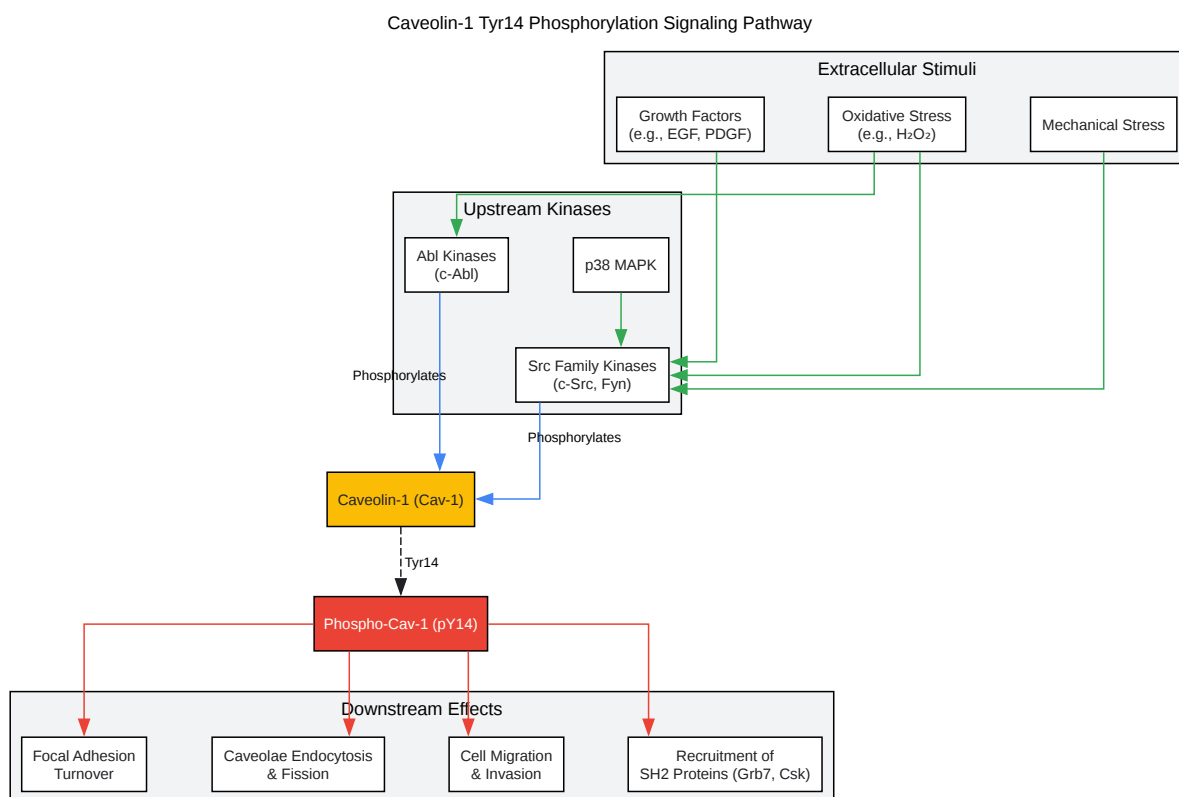 Caveolin-1 Tyr14 Phosphorylation Signaling Pathway
Extracellular Stimuli
Growth Factors
(e.g., EGF, PDGF)
Oxidative Stress
(e.g., H₂O₂)
Mechanical Stress
Upstream Kinases
Abl Kinases
(c-Abl)
p38 MAPK
Src Family Kinases
(c-Src, Fyn)
Phosphorylates
Phosphorylates
Caveolin-1 (Cav-1)
Tyr14
Phospho-Cav-1 (pY14)
Downstream Effects
Focal Adhesion
Turnover
Caveolae Endocytosis
& Fission
Cell Migration
& Invasion
Recruitment of
SH2 Proteins (Grb7, Csk)